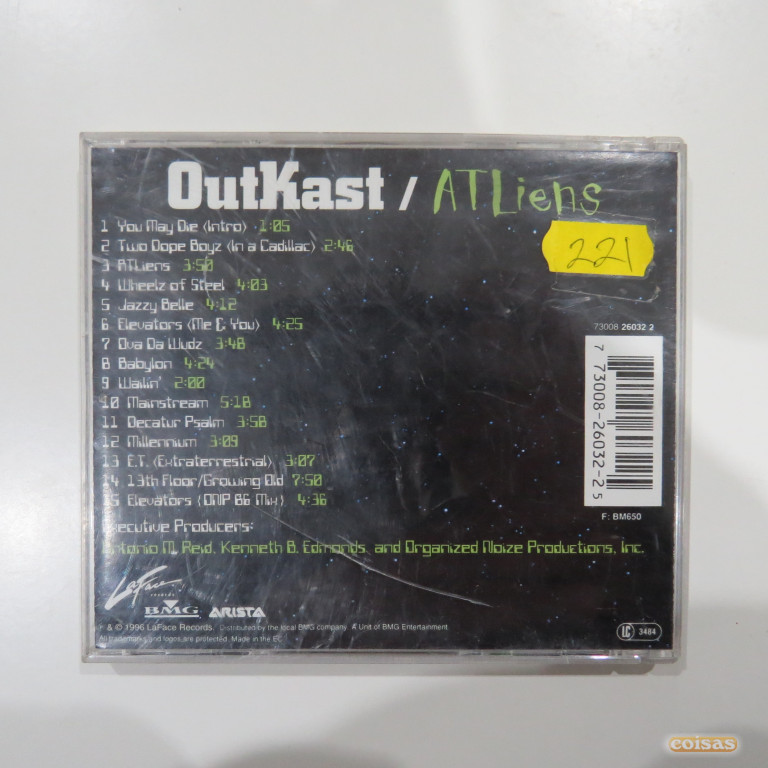 OutKast / ATLiens
221
1 You May Die (Intro) 1:05
2 Two Dope Boyz (In a Cadillac) 2:46
3 ATLiens 3:50
4 Wheelz of Steel 4:03
5 Jazzy Belle 4:12
6 Elevators (Me & You) 4:25
7 Ova Da Wudz 3:48
8 Babylon 4:24
9 Wailin' 2:00
10 Mainstream 5:18
11 Decatur Psalm 3:58
12 Millennium 3:09
13 E.T. (Extraterrestrial) 3:07
14 13th Floor/Growing Old 7:50
15 Elevators (ONP 86 Mix) 4:36
73008 26032 2
7 73008-26032-2 5
F: BM650
Executive Producers:
Antonio M. Reid, Kenneth B. Edmonds, and Organized Noize Productions, Inc.
LaFace
records
BMG ARISTA
℗ & © 1996 LaFace Records. Distributed by the local BMG company. A Unit of BMG Entertainment.
All trademarks and logos are protected. Made in the EC.
LC 3484
coisas